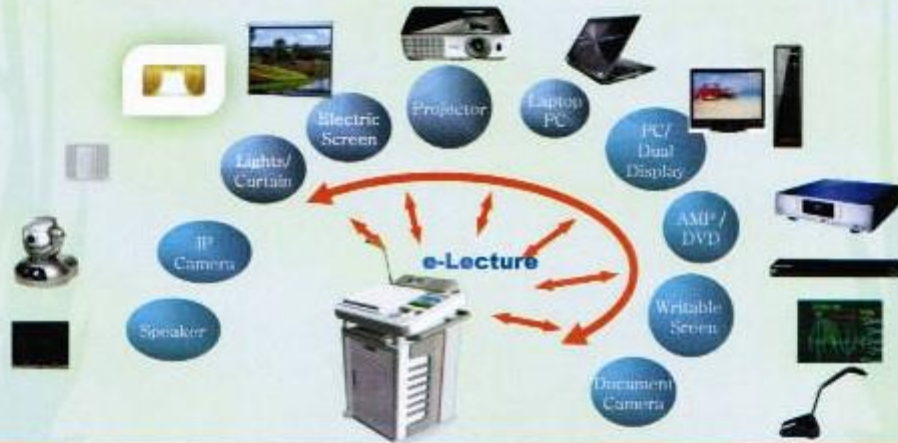 Projector
Laptop
PC
Electric
Screen
PC/
Dual
Display
Lights/
Curtain
AMP/
DVD
IP
Camera
e-Lecture
Writable
Sreen
Speaker
Document
Camera